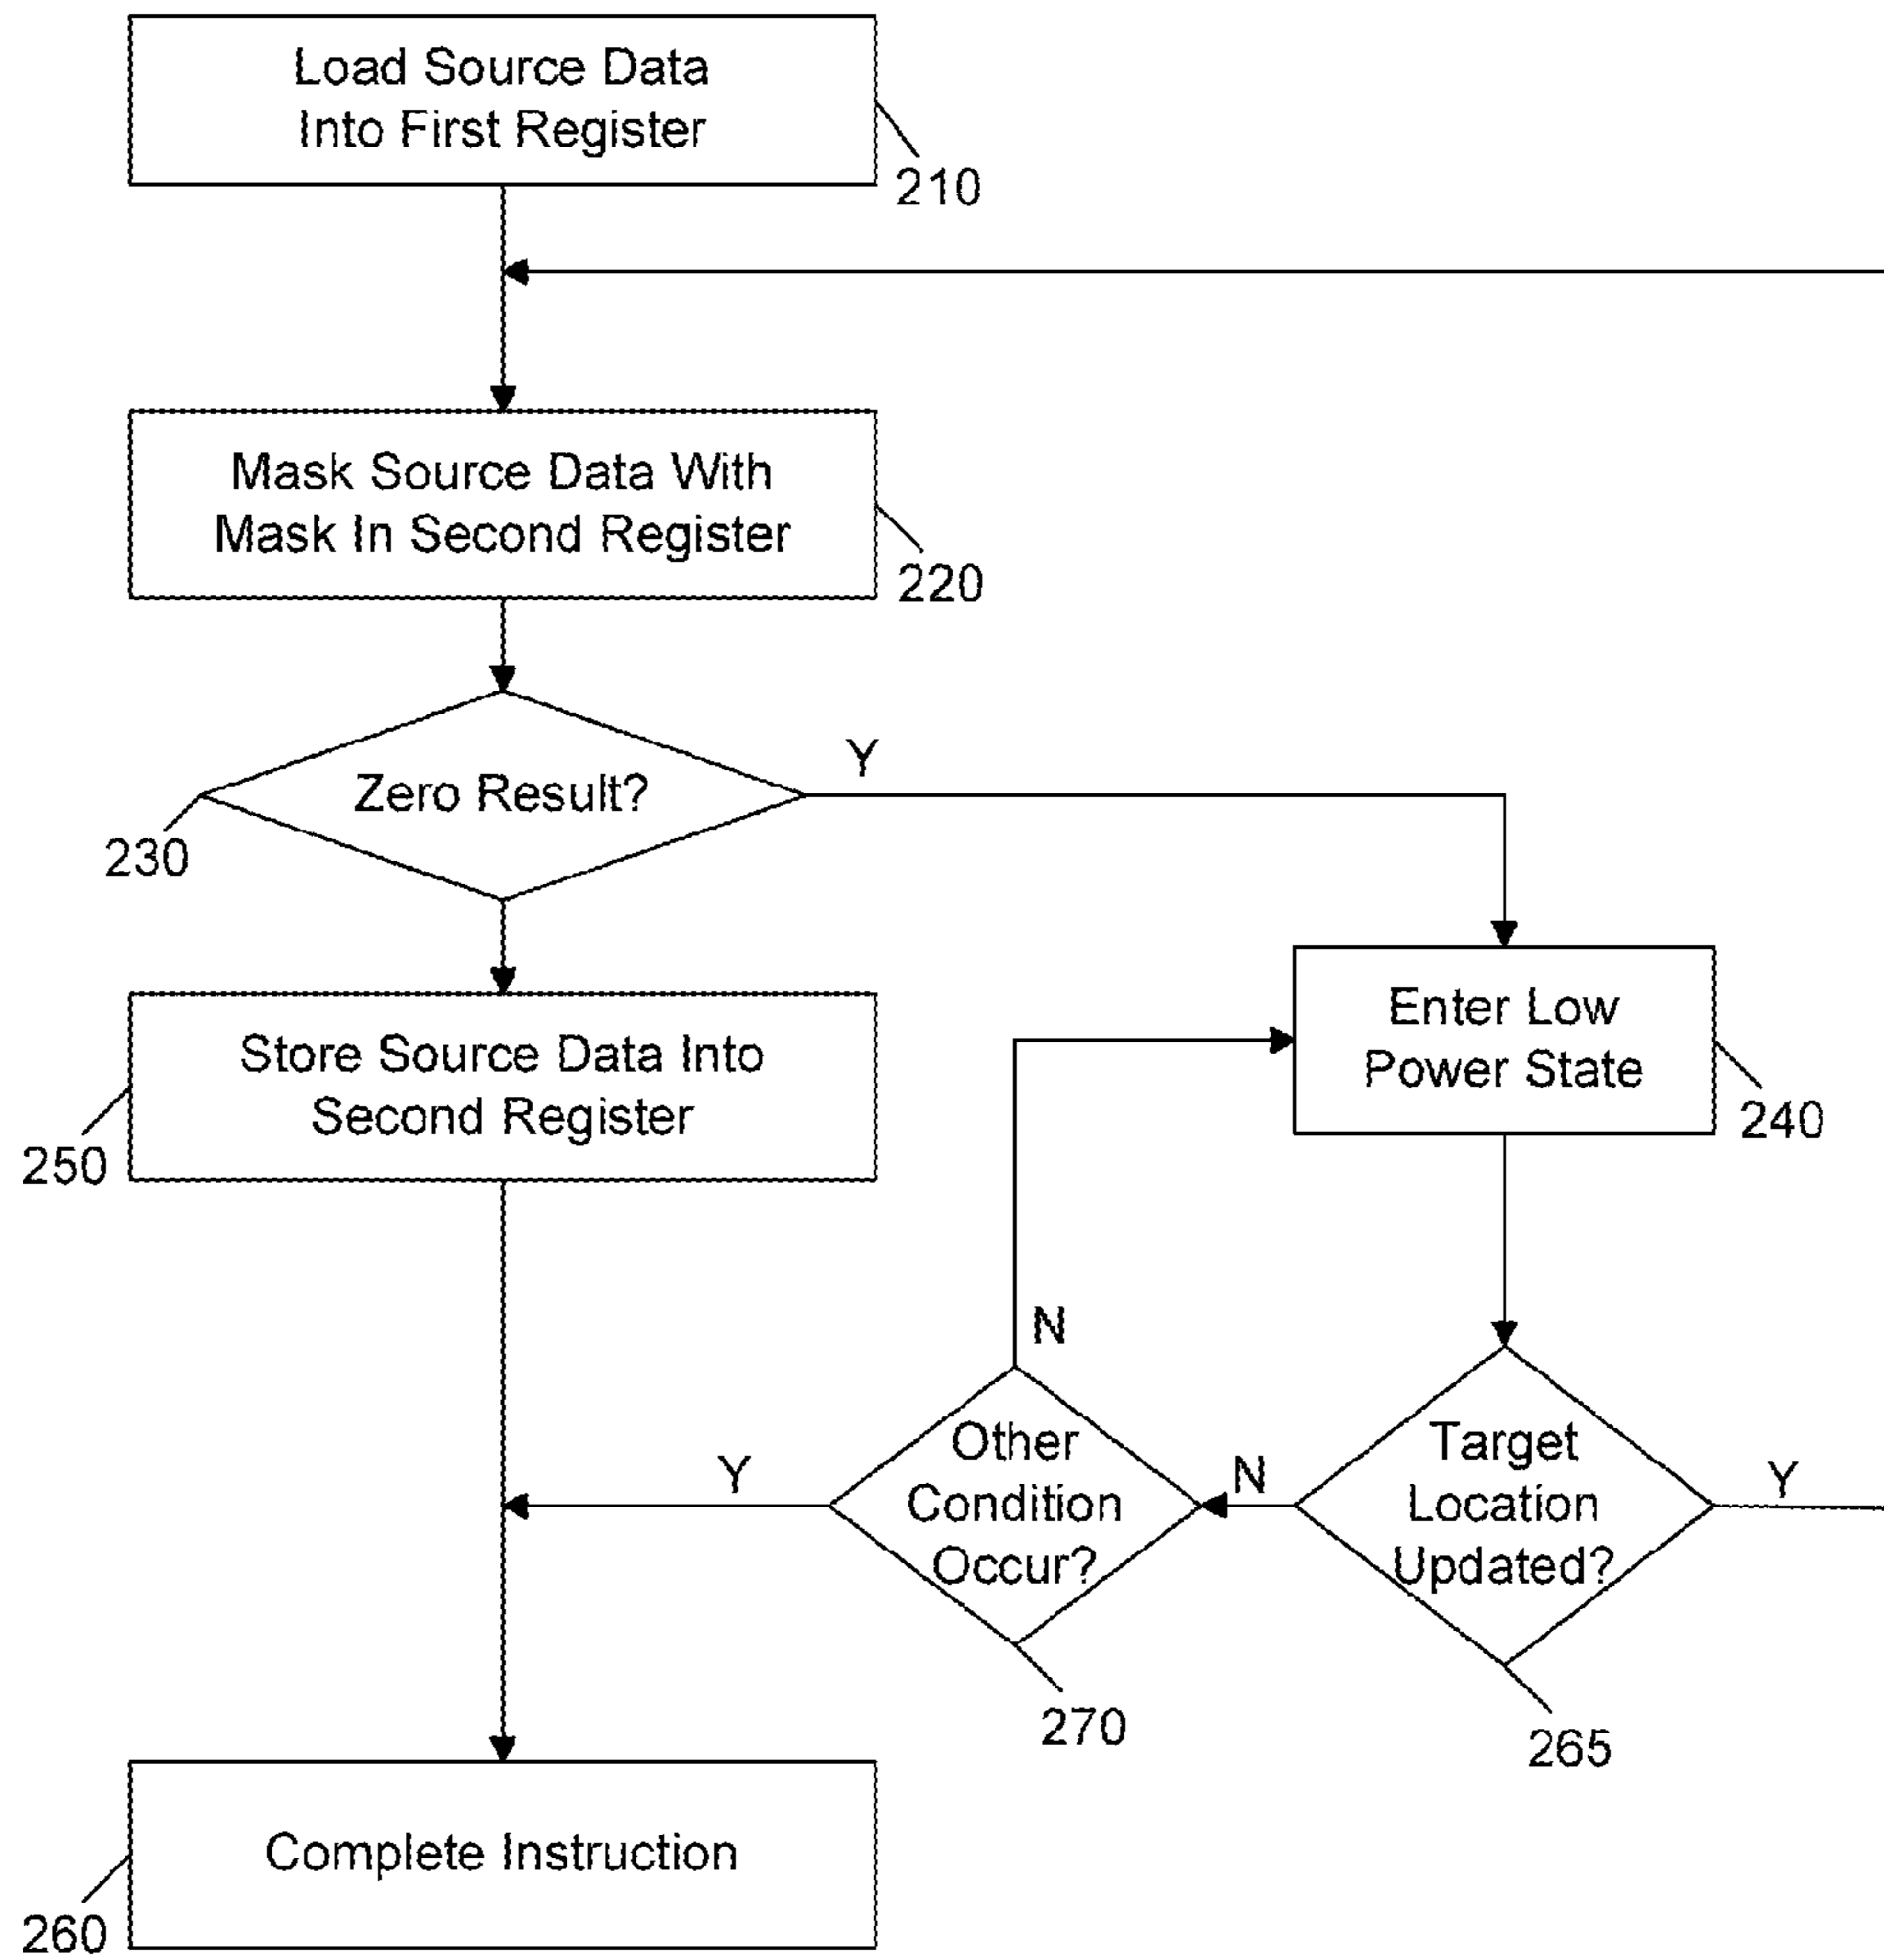 Load Source Data
Into First Register
210
Mask Source Data With
Mask In Second Register
220
Zero Result?
Y
230
Store Source Data Into
Second Register
250
Enter Low
Power State
240
N
Other
Condition
Occur?
Y
270
N
Target
Location
Updated?
Y
265
Complete Instruction
260